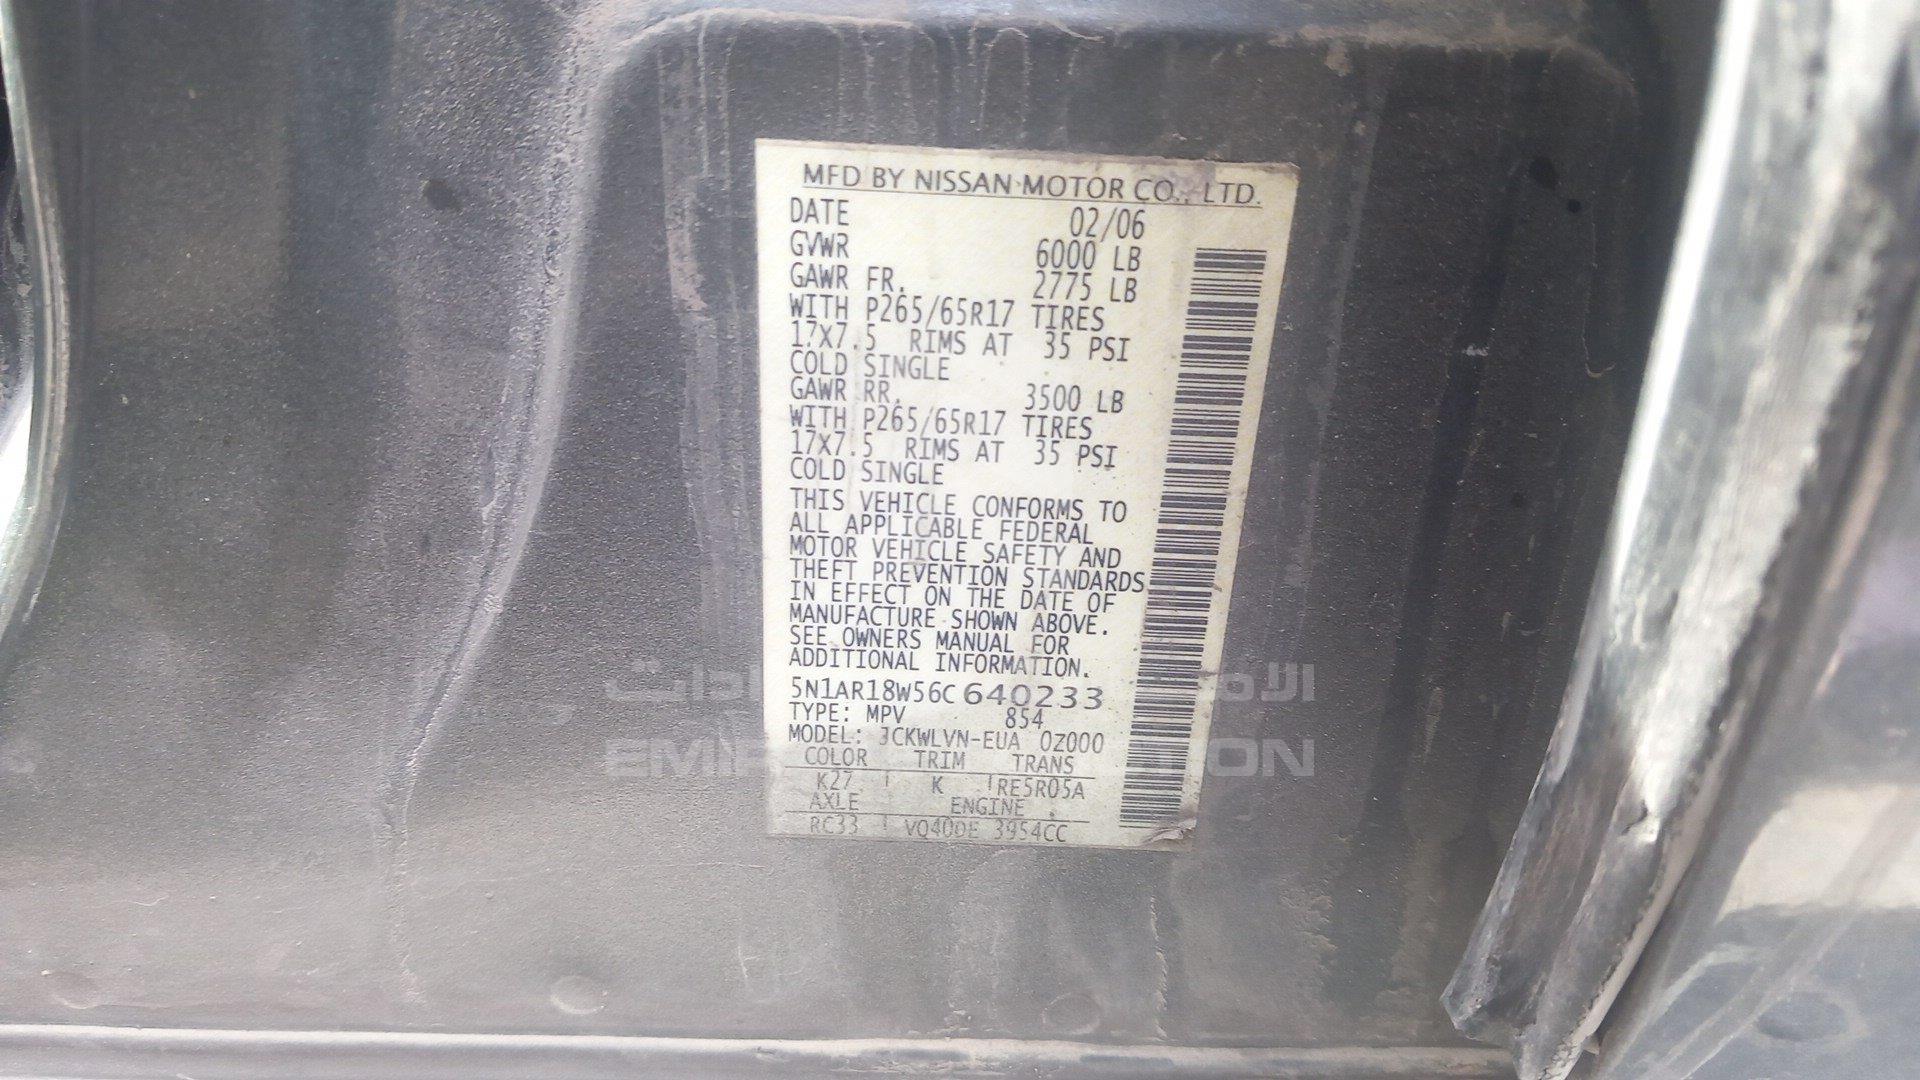 MFD BY NISSAN MOTOR CO., LTD.
DATE 02/06
GVWR 6000 LB
GAWR FR. 2775 LB
WITH P265/65R17 TIRES
17X7.5 RIMS AT 35 PSI
COLD SINGLE
GAWR RR. 3500 LB
WITH P265/65R17 TIRES
17X7.5 RIMS AT 35 PSI
COLD SINGLE
THIS VEHICLE CONFORMS TO
ALL APPLICABLE FEDERAL
MOTOR VEHICLE SAFETY AND
THEFT PREVENTION STANDARDS
IN EFFECT ON THE DATE OF
MANUFACTURE SHOWN ABOVE.
SEE OWNERS MANUAL FOR
ADDITIONAL INFORMATION.
5N1AR18W56C640233
TYPE: MPV 854
MODEL: JCKWLVN-EUA 0Z000
COLOR TRIM TRANS
K27 K RE5R05A
AXLE ENGINE
RC33 VQ40DE 3954CC